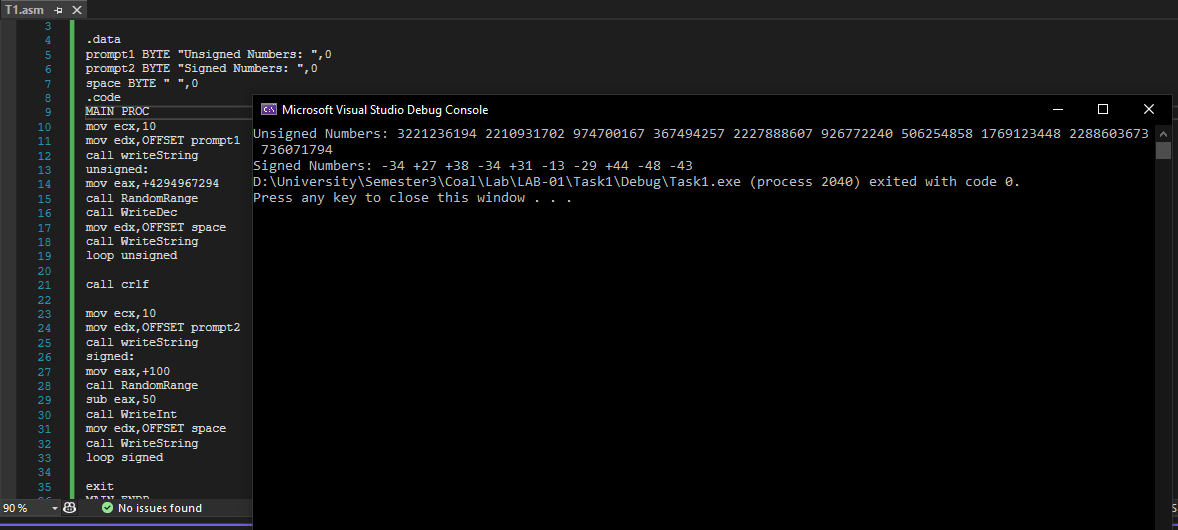 T1.asm
3
4 .data
5 prompt1 BYTE "Unsigned Numbers: ",0
6 prompt2 BYTE "Signed Numbers: ",0
7 space BYTE " ",0
8 .code
9 MAIN PROC
10 mov ecx,10
11 mov edx,OFFSET prompt1
12 call writeString
13 unsigned:
14 mov eax,+4294967294
15 call RandomRange
16 call WriteDec
17 mov edx,OFFSET space
18 call WriteString
19 loop unsigned
20
21 call crlf
22
23 mov ecx,10
24 mov edx,OFFSET prompt2
25 call writeString
26 signed:
27 mov eax,+100
28 call RandomRange
29 sub eax,50
30 call WriteInt
31 mov edx,OFFSET space
32 call WriteString
33 loop signed
34
35 exit
MAIN ENDP
90 %
No issues found
Microsoft Visual Studio Debug Console
Unsigned Numbers: 3221236194 2210931702 974700167 367494257 2227888607 926772240 506254858 1769123448 2288603673
736071794
Signed Numbers: -34 +27 +38 -34 +31 -13 -29 +44 -48 -43
D:\University\Semester3\Coal\Lab\LAB-01\Task1\Debug\Task1.exe (process 2040) exited with code 0.
Press any key to close this window . . .